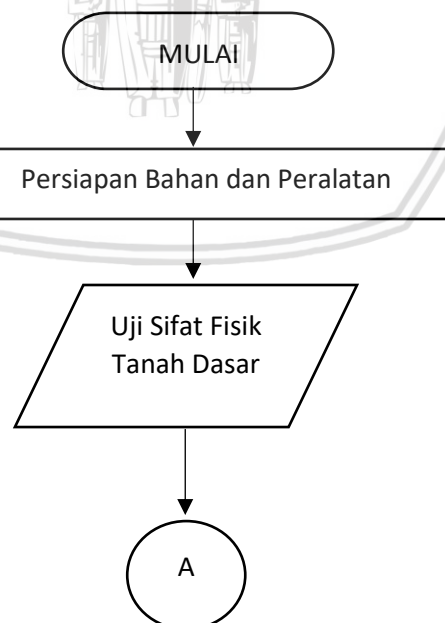 MULAI
Persiapan Bahan dan Peralatan
Uji Sifat Fisik
Tanah Dasar
A